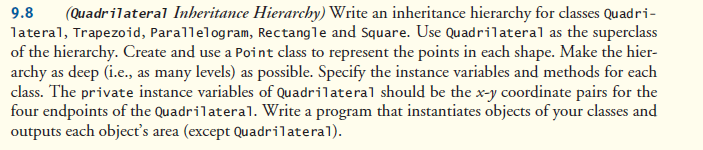 9.8 (Quadrilateral Inheritance Hierarchy) Write an inheritance hierarchy for classes Quadri-
lateral, Trapezoid, Parallelogram, Rectangle and Square. Use Quadrilateral as the superclass
of the hierarchy. Create and use a Point class to represent the points in each shape. Make the hier-
archy as deep (i.e., as many levels) as possible. Specify the instance variables and methods for each
class. The private instance variables of Quadrilateral should be the x-y coordinate pairs for the
four endpoints of the Quadrilateral. Write a program that instantiates objects of your classes and
outputs each object's area (except Quadrilateral).